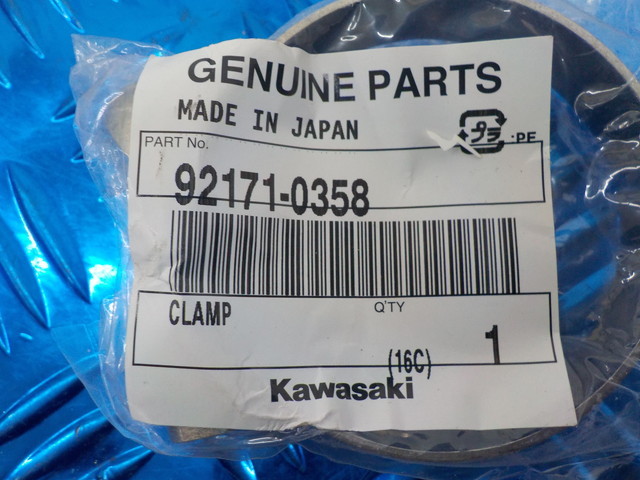 GENUINE PARTS
MADE IN JAPAN
プラ :PE
PART No.
92171-0358
CLAMP
Q'TY
1
(16C)
Kawasaki